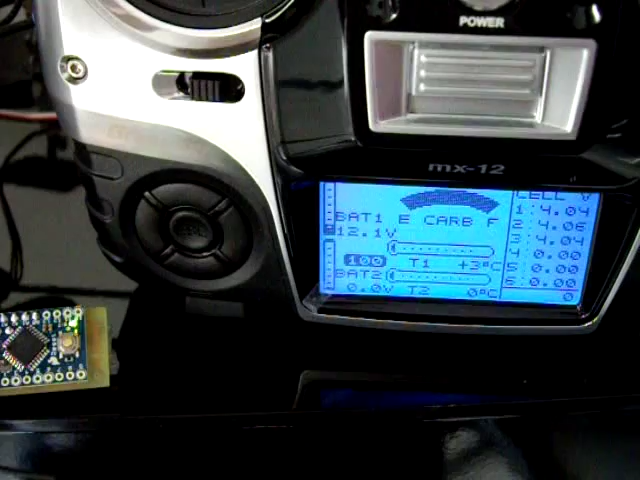 POWER
mx-12
CELL V
BAT1 E CARB F
12.1V
1:4.04
2:4.06
3:4.04
4:0.00
5:0.00
6:0.00
100 T1 +3°C
BAT2
0.0V T2 0°C
0